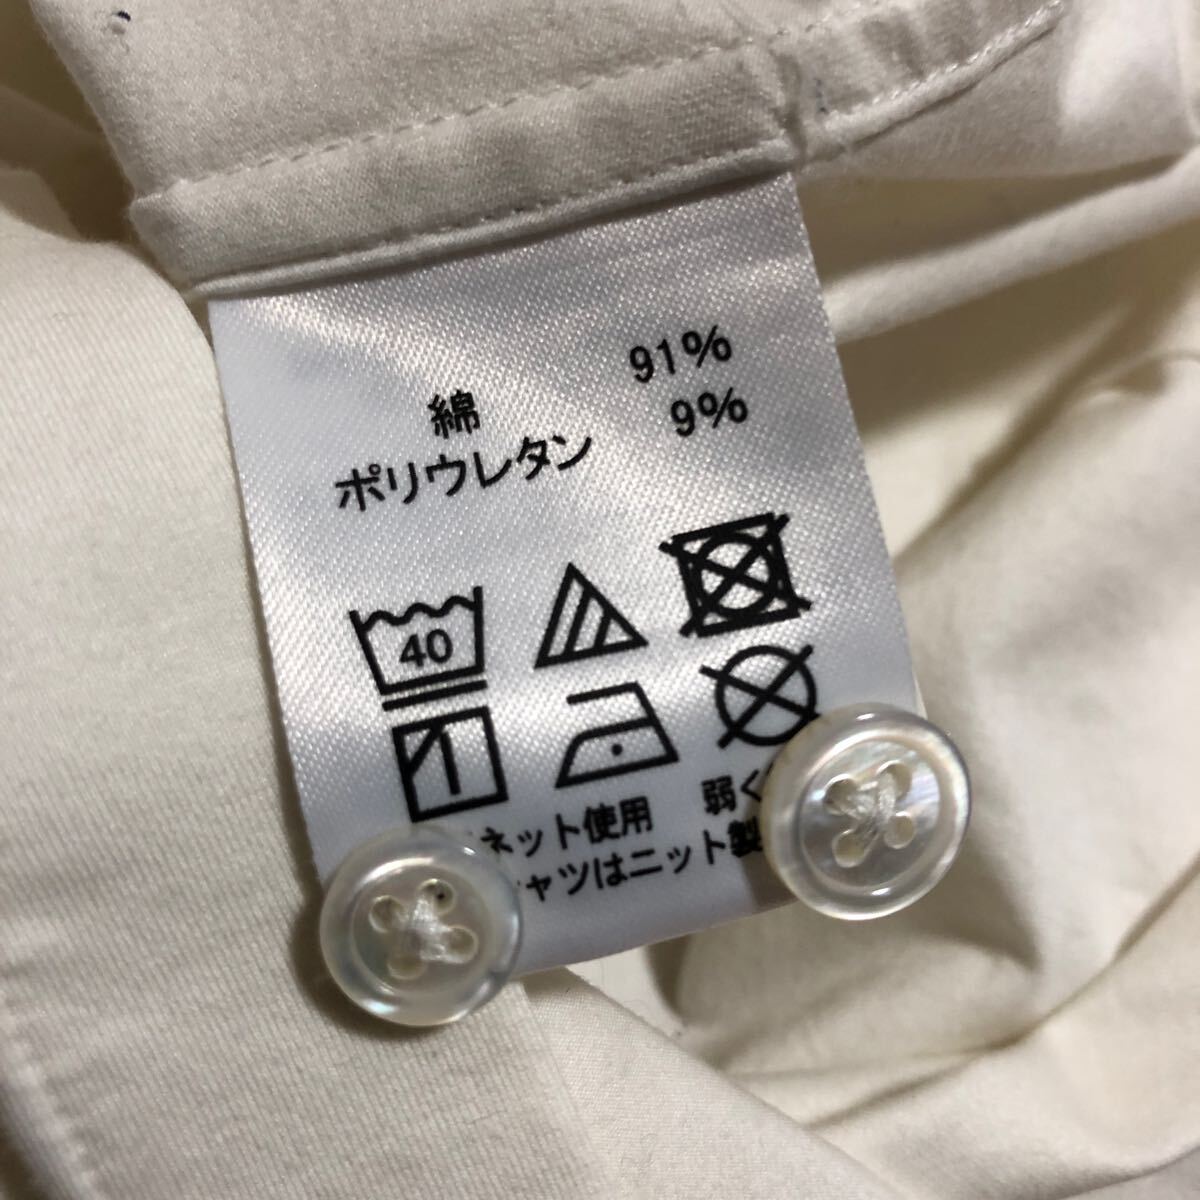 綿 91%
ポリウレタン 9%
40
ネット使用 弱く
ツはニット製